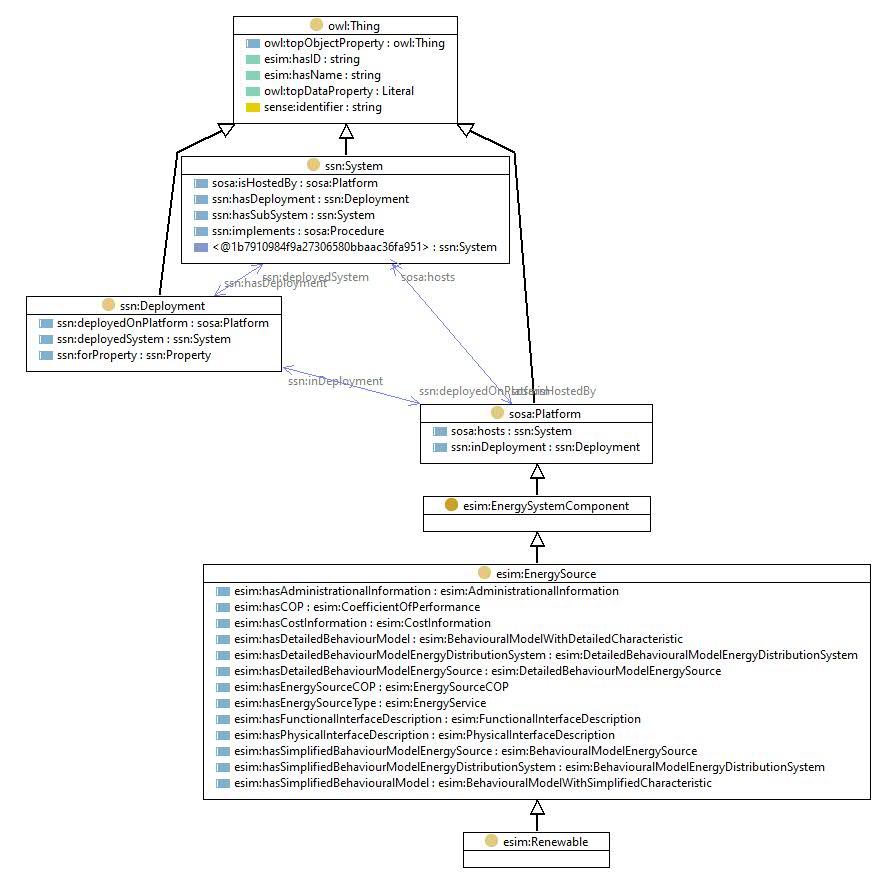 owl:Thing
owl:topObjectProperty : owl:Thing
esim:hasID : string
esim:hasName : string
owl:topDataProperty : Literal
sense:identifier : string
ssn:System
sosa:isHostedBy : sosa:Platform
ssn:hasDeployment : ssn:Deployment
ssn:hasSubSystem : ssn:System
ssn:implements : sosa:Procedure
<@1b7910984f9a27306580bbaac36fa951> : ssn:System
ssn:deployedSystem
sosa:hosts
ssn:hasDeployment
ssn:Deployment
ssn:deployedOnPlatform : sosa:Platform
ssn:deployedSystem : ssn:System
ssn:forProperty : ssn:Property
ssn:inDeployment
ssn:deployedOnPlatform
sosa:isHostedBy
sosa:Platform
sosa:hosts : ssn:System
ssn:inDeployment : ssn:Deployment
esim:EnergySystemComponent
esim:EnergySource
esim:hasAdministrationalInformation : esim:AdministrationalInformation
esim:hasCOP : esim:CoefficientOfPerformance
esim:hasCostInformation : esim:CostInformation
esim:hasDetailedBehaviourModel : esim:BehaviouralModelWithDetailedCharacteristic
esim:hasDetailedBehaviourModelEnergyDistributionSystem : esim:DetailedBehaviouralModelEnergyDistributionSystem
esim:hasDetailedBehaviourModelEnergySource : esim:DetailedBehaviourModelEnergySource
esim:hasEnergySourceCOP : esim:EnergySourceCOP
esim:hasEnergySourceType : esim:EnergyService
esim:hasFunctionalInterfaceDescription : esim:FunctionalInterfaceDescription
esim:hasPhysicalInterfaceDescription : esim:PhysicalInterfaceDescription
esim:hasSimplifiedBahaviourModelEnergySource : esim:BehaviouralModelEnergySource
esim:hasSimplifiedBehaviourModelEnergyDistributionSystem : esim:BehaviouralModelEnergyDistributionSystem
esim:hasSimplifiedBehaviouralModel : esim:BehaviouralModelWithSimplifiedCharacteristic
esim:Renewable